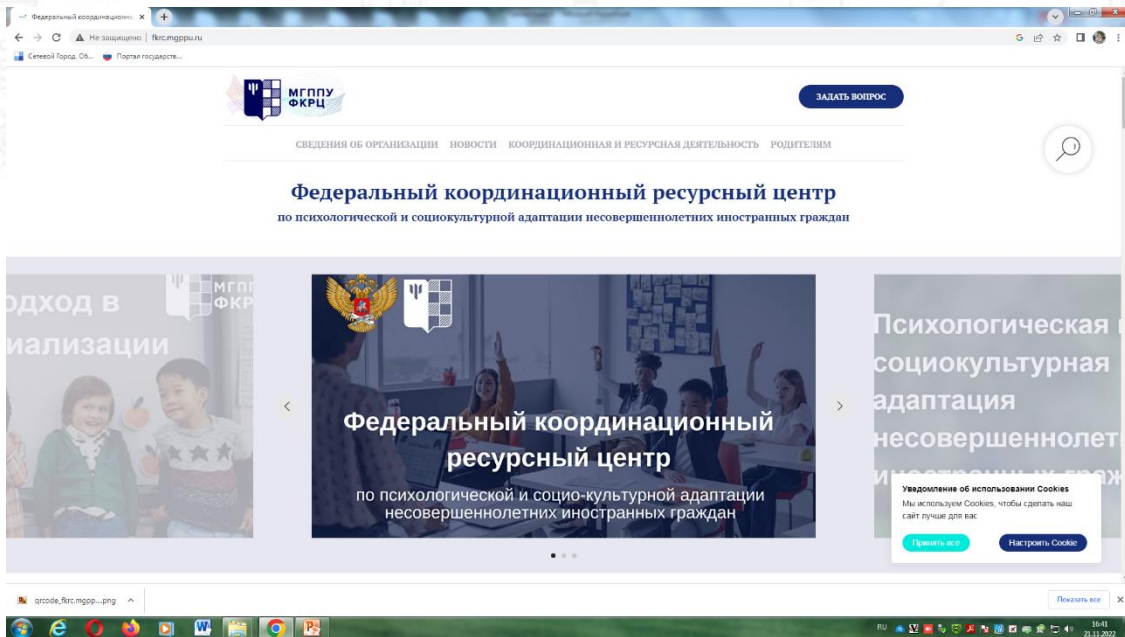 Федеральный координационн
Не защищено | fkrc.mgppu.ru
Сетевой Город. Об...
Портал государств...
МГППУ
ФКРЦ
ЗАДАТЬ ВОПРОС
СВЕДЕНИЯ ОБ ОРГАНИЗАЦИИ НОВОСТИ КООРДИНАЦИОННАЯ И РЕСУРСНАЯ ДЕЯТЕЛЬНОСТЬ РОДИТЕЛЯМ
Федеральный координационный ресурсный центр
по психологической и социокультурной адаптации несовершеннолетних иностранных граждан
одход в
иализации
МГПП
ФКР
Федеральный координационный
ресурсный центр
по психологической и социо-культурной адаптации
несовершеннолетних иностранных граждан
Психологическая
социокультурная
адаптация
несовершеннолет
Уведомление об использовании Cookies
Мы используем Cookies, чтобы сделать наш
сайт лучше для вас
Принять все
Настроить Cookie
qrcode_fkrc.mgpp....png
Показать все
RU
16:41
21.11.2022